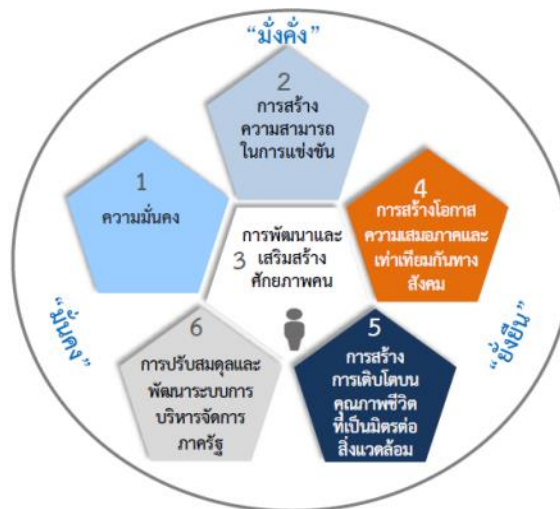 “มั่งคั่ง”
2
การสร้าง
ความสามารถ
ในการแข่งขัน
1
ความมั่นคง
4
การสร้างโอกาส
ความเสมอภาคและ
เท่าเทียมกันทาง
สังคม
การพัฒนาและ
3 เสริมสร้าง
ศักยภาพคน
“มั่นคง”
“ยั่งยืน”
6
การปรับสมดุลและ
พัฒนาระบบการ
บริหารจัดการ
ภาครัฐ
5
การสร้าง
การเติบโตบน
คุณภาพชีวิต
ที่เป็นมิตรต่อ
สิ่งแวดล้อม